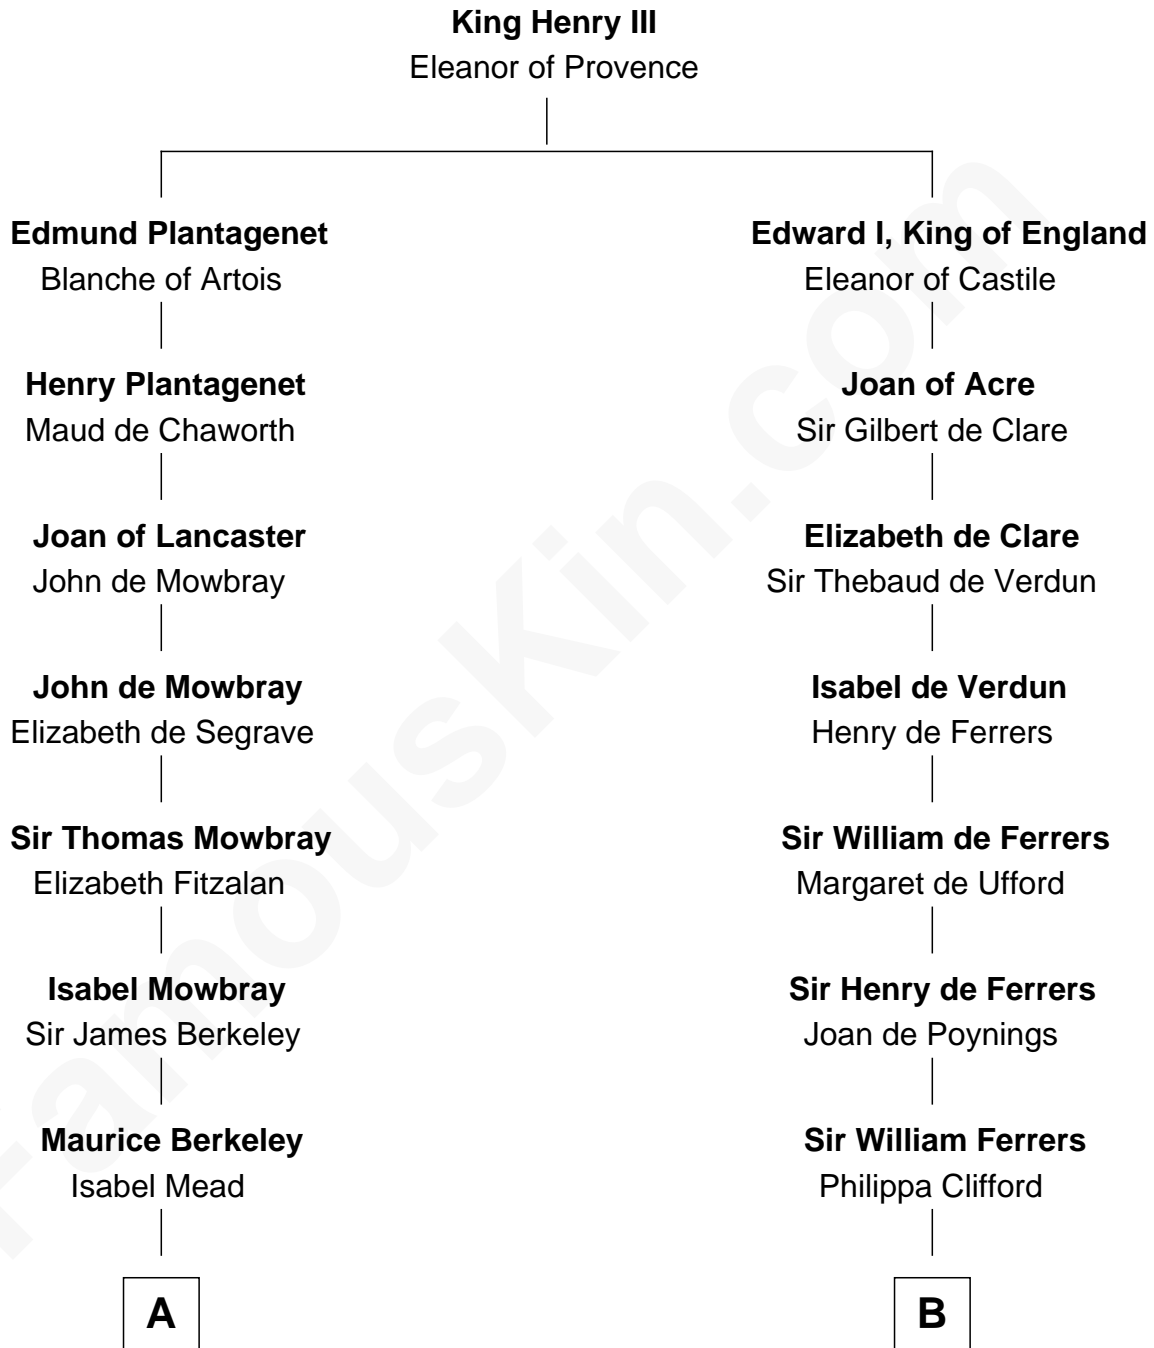 King Henry III
Eleanor of Provence
Edmund Plantagenet
Blanche of Artois
Henry Plantagenet
Maud de Chaworth
Joan of Lancaster
John de Mowbray
John de Mowbray
Elizabeth de Segrave
Sir Thomas Mowbray
Elizabeth Fitzalan
Isabel Mowbray
Sir James Berkeley
Maurice Berkeley
Isabel Mead
A
Edward I, King of England
Eleanor of Castile
Joan of Acre
Sir Gilbert de Clare
Elizabeth de Clare
Sir Thebaud de Verdun
Isabel de Verdun
Henry de Ferrers
Sir William de Ferrers
Margaret de Ufford
Sir Henry de Ferrers
Joan de Poynings
Sir William Ferrers
Philippa Clifford
B
FamousKin.com